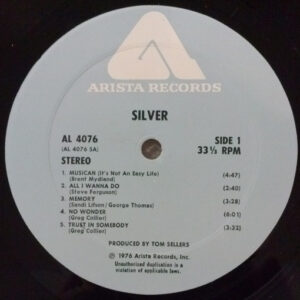 ARISTA RECORDS
SILVER
AL 4076
(AL 4076 SA)
STEREO
SIDE 1
33⅓ RPM
1. MUSICAN (It's Not An Easy Life)
(Brent Mydland)
(4:47)
2. ALL I WANNA DO
(Steve Ferguson)
(2:40)
3. MEMORY
(Sandi Lifson/George Thomas)
(3:28)
4. NO WONDER
(Greg Collier)
(6:01)
5. TRUST IN SOMEBODY
(Greg Collier)
(3:32)
PRODUCED BY TOM SELLERS
℗ 1976 Arista Records, Inc.
Unauthorized duplication is a
violation of applicable laws.